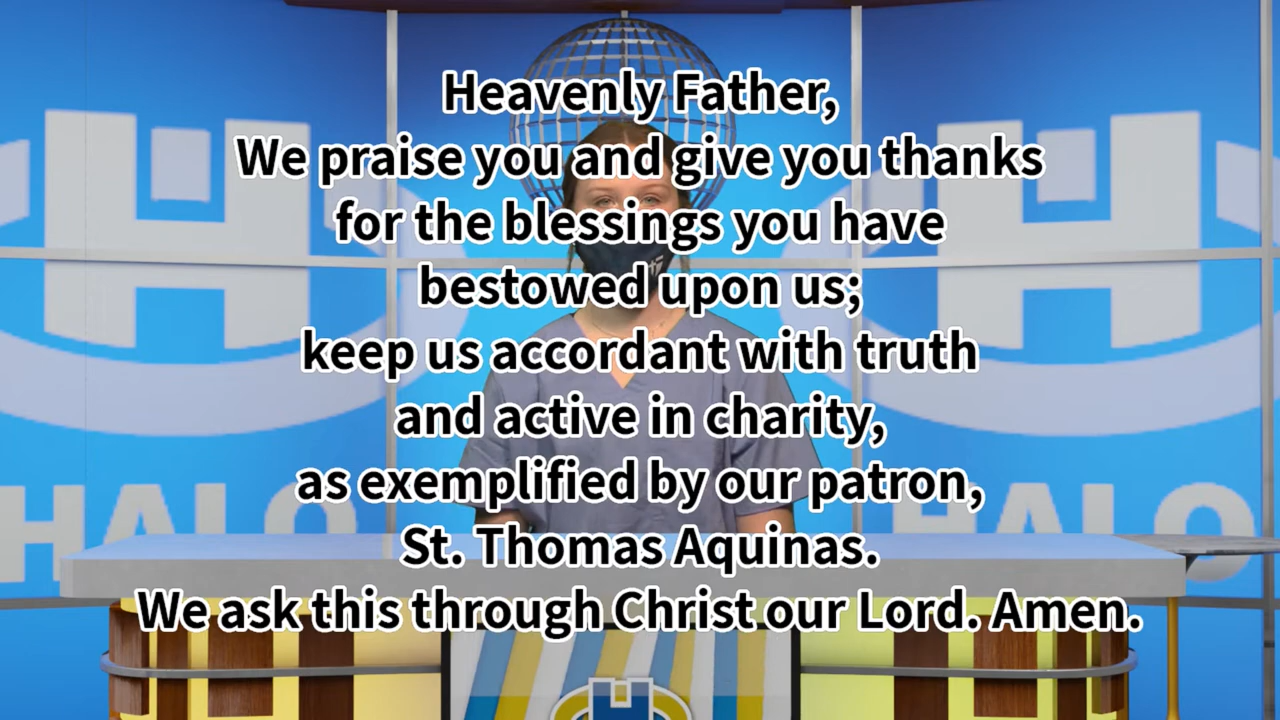 Heavenly Father,
We praise you and give you thanks
for the blessings you have
bestowed upon us;
keep us accordant with truth
and active in charity,
as exemplified by our patron,
St. Thomas Aquinas.
We ask this through Christ our Lord. Amen.
H
H
HALO
HALO